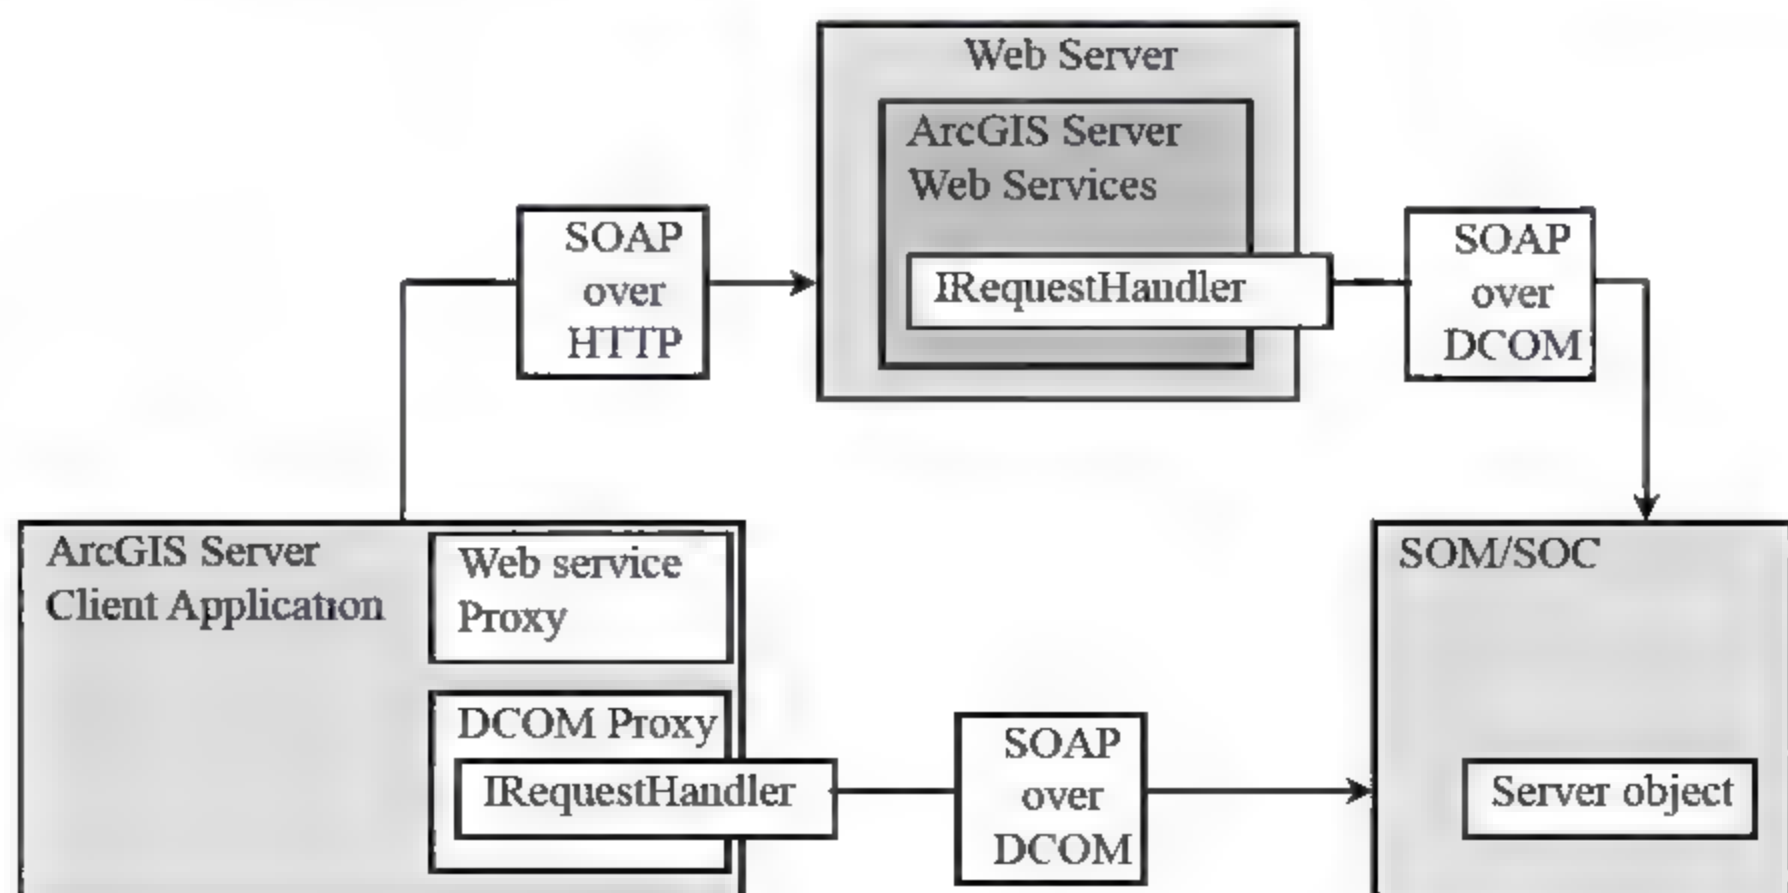 Web Server
ArcGIS Server
Web Services
IRequestHandler
SOAP
over
HTTP
SOAP
over
DCOM
ArcGIS Server
Client Application
Web service
Proxy
DCOM Proxy
IRequestHandler
SOAP
over
DCOM
SOM/SOC
Server object